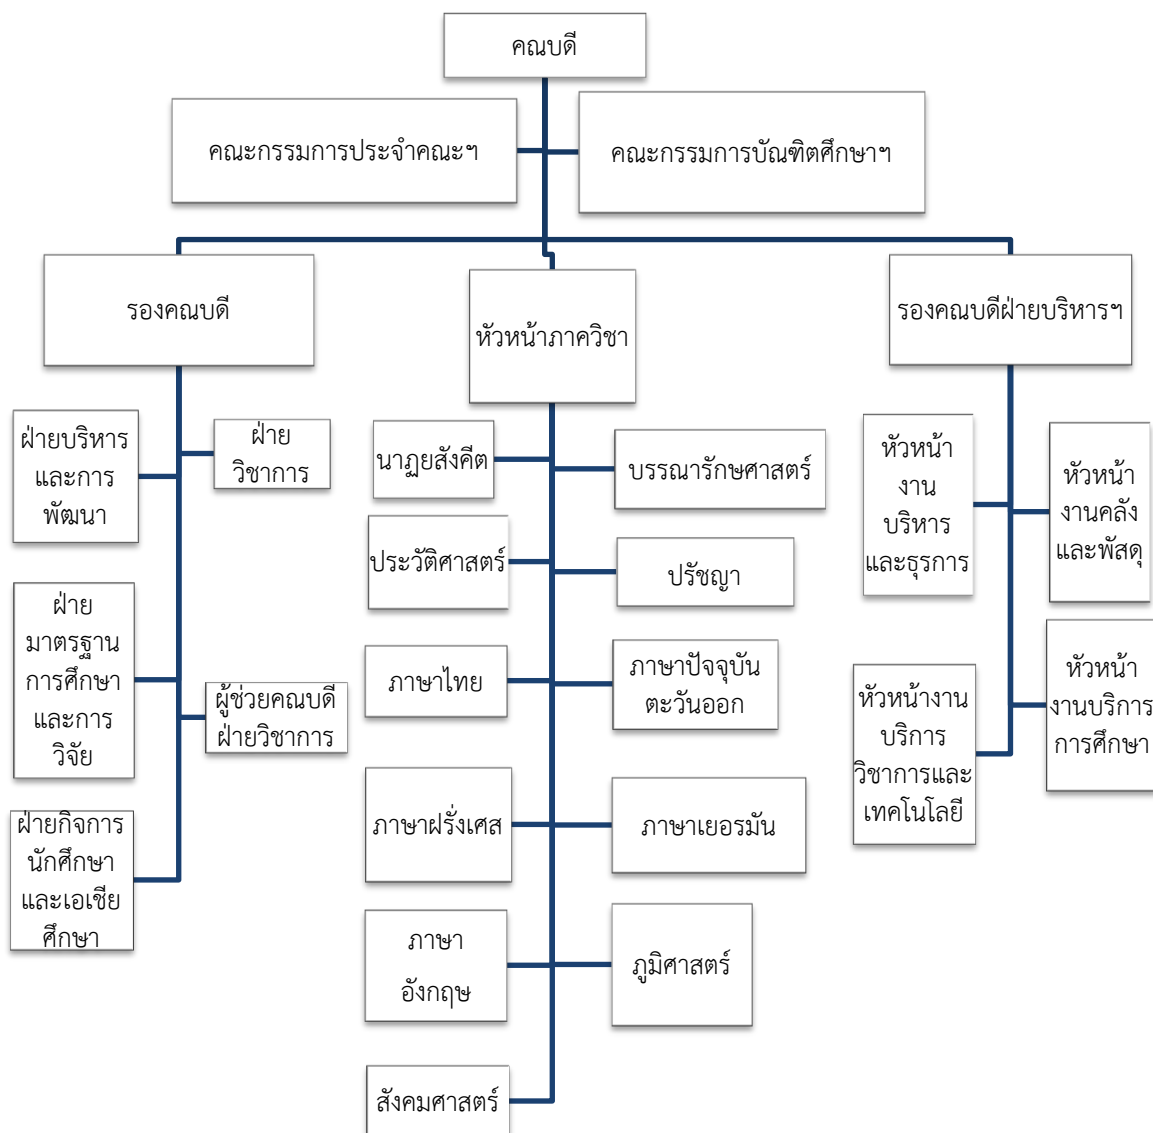 คณบดี
คณะกรรมการประจำคณะฯ
คณะกรรมการบัณฑิตศึกษาฯ
รองคณบดี
หัวหน้าภาควิชา
รองคณบดีฝ่ายบริหารฯ
ฝ่ายบริหาร
และการ
พัฒนา
ฝ่าย
วิชาการ
ฝ่าย
มาตรฐาน
การศึกษา
และการ
วิจัย
ผู้ช่วยคณบดี
ฝ่ายวิชาการ
ฝ่ายกิจการ
นักศึกษา
และเอเชีย
ศึกษา
นาฏยสังคีต
บรรณารักษศาสตร์
ประวัติศาสตร์
ปรัชญา
ภาษาไทย
ภาษาปัจจุบัน
ตะวันออก
ภาษาฝรั่งเศส
ภาษาเยอรมัน
ภาษา
อังกฤษ
ภูมิศาสตร์
สังคมศาสตร์
หัวหน้า
งาน
บริหาร
และธุรการ
หัวหน้า
งานคลัง
และพัสดุ
หัวหน้างาน
บริการ
วิชาการและ
เทคโนโลยี
หัวหน้า
งานบริการ
การศึกษา